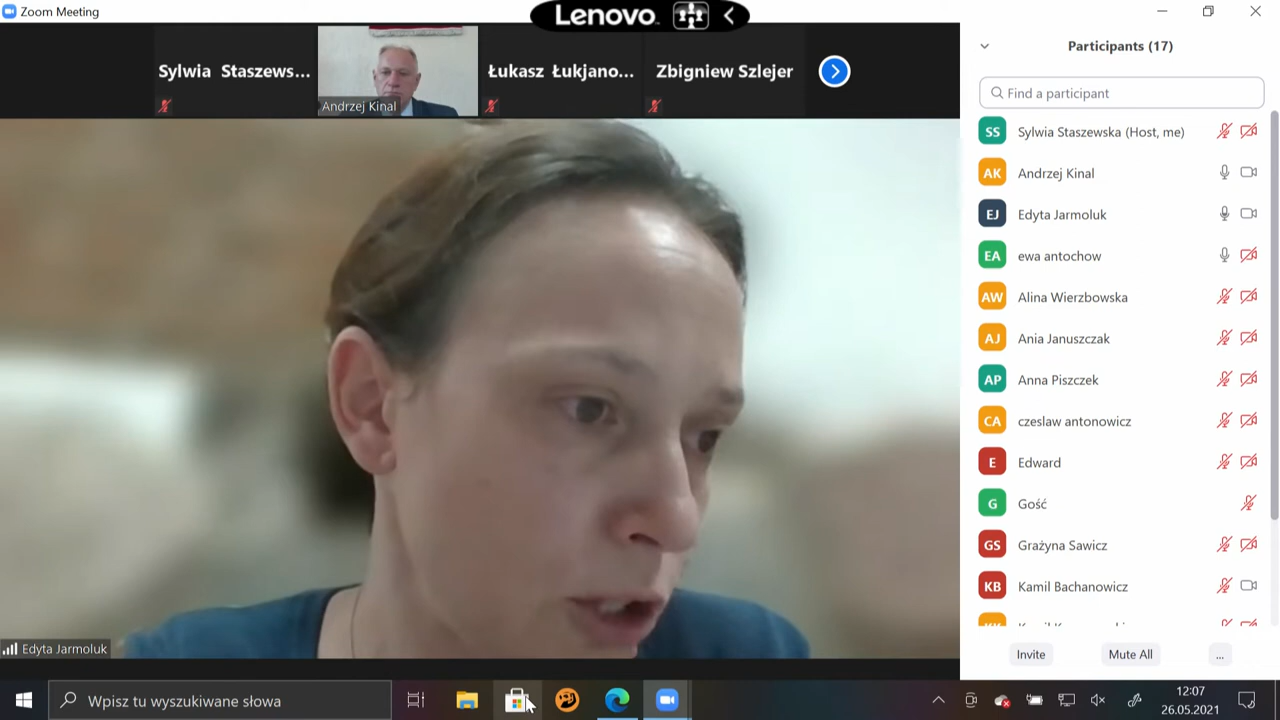 Zoom Meeting
Lenovo
Sylwia Staszews...
Andrzej Kinal
Łukasz Łukjano...
Zbigniew Szlejer
Edyta Jarmoluk
Participants (17)
Find a participant
SS Sylwia Staszewska (Host, me)
AK Andrzej Kinal
EJ Edyta Jarmoluk
EA ewa antochow
AW Alina Wierzbowska
AJ Ania Januszczak
AP Anna Piszczek
CA czeslaw antonowicz
E Edward
G Gość
GS Grażyna Sawicz
KB Kamil Bachanowicz
Invite
Mute All
...
Wpisz tu wyszukiwane słowa
12:07
26.05.2021